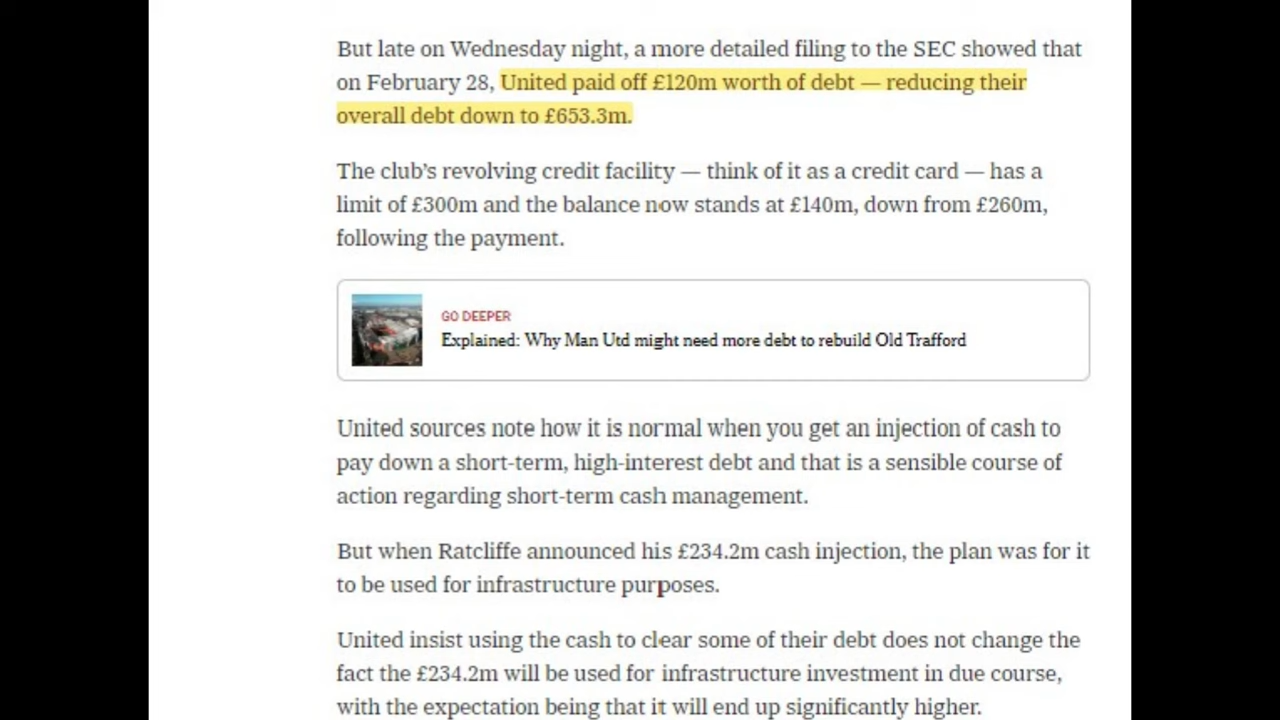 But late on Wednesday night, a more detailed filing to the SEC showed that
on February 28, United paid off £120m worth of debt — reducing their
overall debt down to £653.3m.
The club’s revolving credit facility — think of it as a credit card — has a
limit of £300m and the balance now stands at £140m, down from £260m,
following the payment.
GO DEEPER
Explained: Why Man Utd might need more debt to rebuild Old Trafford
United sources note how it is normal when you get an injection of cash to
pay down a short-term, high-interest debt and that is a sensible course of
action regarding short-term cash management.
But when Ratcliffe announced his £234.2m cash injection, the plan was for it
to be used for infrastructure purposes.
United insist using the cash to clear some of their debt does not change the
fact the £234.2m will be used for infrastructure investment in due course,
with the expectation being that it will end up significantly higher.